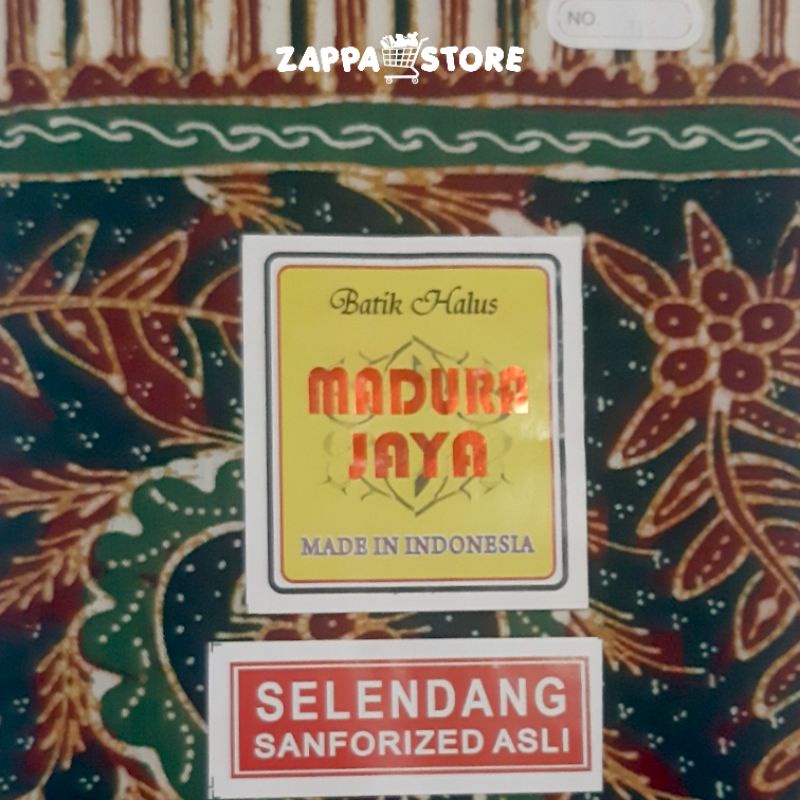 NO.
ZAPPA STORE
Batik Halus
MADURA
JAYA
MADE IN INDONESIA
SELENDANG
SANFORIZED ASLI